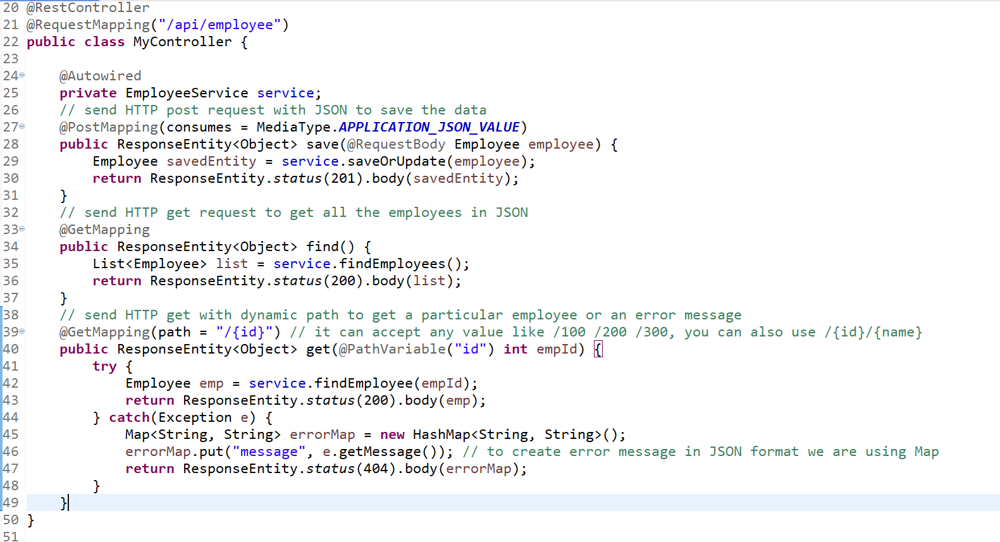 20 @RestController
21 @RequestMapping("/api/employee")
22 public class MyController {
23
24 @Autowired
25     private EmployeeService service;
26     // send HTTP post request with JSON to save the data
27     @PostMapping(consumes = MediaType.APPLICATION_JSON_VALUE)
28     public ResponseEntity<Object> save(@RequestBody Employee employee) {
29         Employee savedEntity = service.saveOrUpdate(employee);
30         return ResponseEntity.status(201).body(savedEntity);
31     }
32     // send HTTP get request to get all the employees in JSON
33     @GetMapping
34     public ResponseEntity<Object> find() {
35         List<Employee> list = service.findEmployees();
36         return ResponseEntity.status(200).body(list);
37     }
38     // send HTTP get with dynamic path to get a particular employee or an error message
39     @GetMapping(path = "/{id}") // it can accept any value like /100 /200 /300, you can also use /{id}/{name}
40     public ResponseEntity<Object> get(@PathVariable("id") int empId) {
41         try {
42             Employee emp = service.findEmployee(empId);
43             return ResponseEntity.status(200).body(emp);
44         } catch(Exception e) {
45             Map<String, String> errorMap = new HashMap<String, String>();
46             errorMap.put("message", e.getMessage()); // to create error message in JSON format we are using Map
47             return ResponseEntity.status(404).body(errorMap);
48         }
49     }
50 }
51